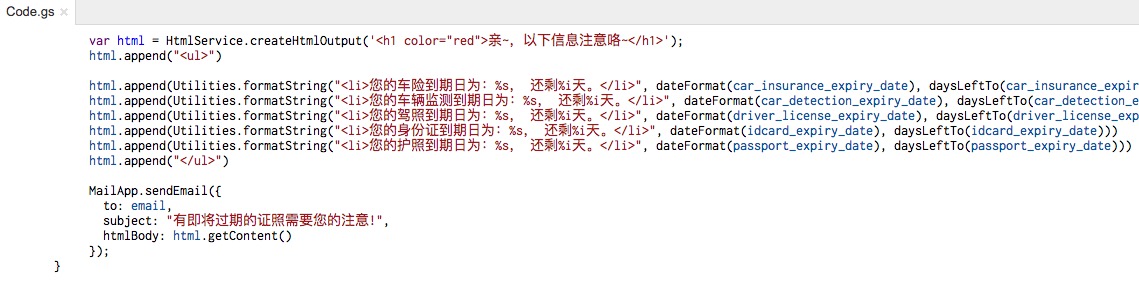 Code.gs ×
var html = HtmlService.createHtmlOutput('<h1 color="red">亲~，以下信息注意咯~</h1>');
html.append("<ul>")
html.append(Utilities.formatString("<li>您的车险到期日为：%s， 还剩%i天。</li>", dateFormat(car_insurance_expiry_date), daysLeftTo(car_insurance_expir
html.append(Utilities.formatString("<li>您的车辆监测到期日为：%s， 还剩%i天。</li>", dateFormat(car_detection_expiry_date), daysLeftTo(car_detection_e
html.append(Utilities.formatString("<li>您的驾照到期日为：%s， 还剩%i天。</li>", dateFormat(driver_license_expiry_date), daysLeftTo(driver_license_exp
html.append(Utilities.formatString("<li>您的身份证到期日为：%s， 还剩%i天。</li>", dateFormat(idcard_expiry_date), daysLeftTo(idcard_expiry_date)))
html.append(Utilities.formatString("<li>您的护照到期日为：%s， 还剩%i天。</li>", dateFormat(passport_expiry_date), daysLeftTo(passport_expiry_date)))
html.append("</ul>")
MailApp.sendEmail({
to: email,
subject: "有即将过期的证照需要您的注意!",
htmlBody: html.getContent()
});
}